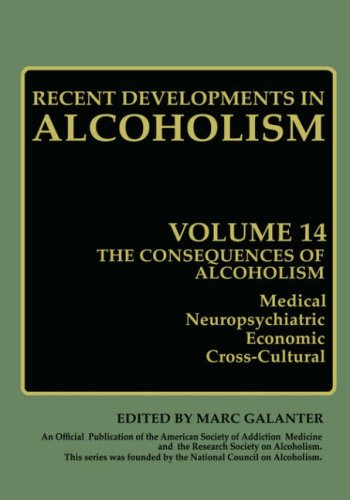 RECENT DEVELOPMENTS IN
ALCOHOLISM
VOLUME 14
THE CONSEQUENCES OF
ALCOHOLISM
Medical
Neuropsychiatric
Economic
Cross-Cultural
EDITED BY MARC GALANTER
An Official Publication of the American Society of Addiction Medicine
and the Research Society on Alcoholism.
This series was founded by the National Council on Alcoholism.